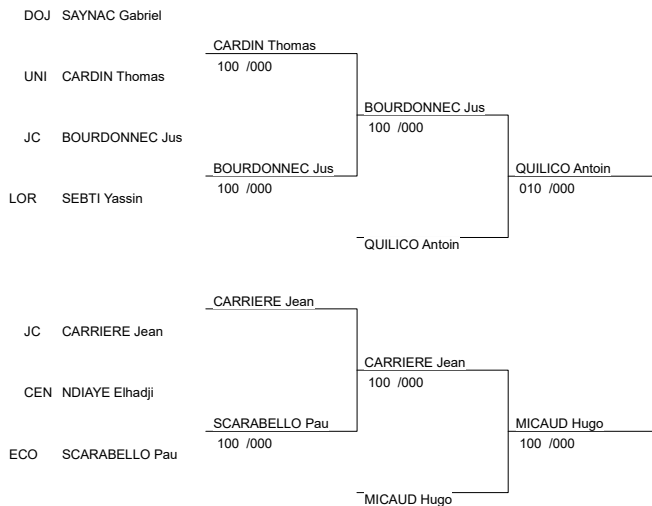 DOJ SAYNAC Gabriel
CARDIN Thomas
100 /000
UNI CARDIN Thomas
BOURDONNEC Jus
100 /000
JC BOURDONNEC Jus
BOURDONNEC Jus
100 /000
QUILICO Antoin
010 /000
LOR SEBTI Yassin
QUILICO Antoin
CARRIERE Jean
JC CARRIERE Jean
CARRIERE Jean
100 /000
CEN NDIAYE Elhadji
SCARABELLO Pau
100 /000
MICAUD Hugo
100 /000
ECO SCARABELLO Pau
MICAUD Hugo